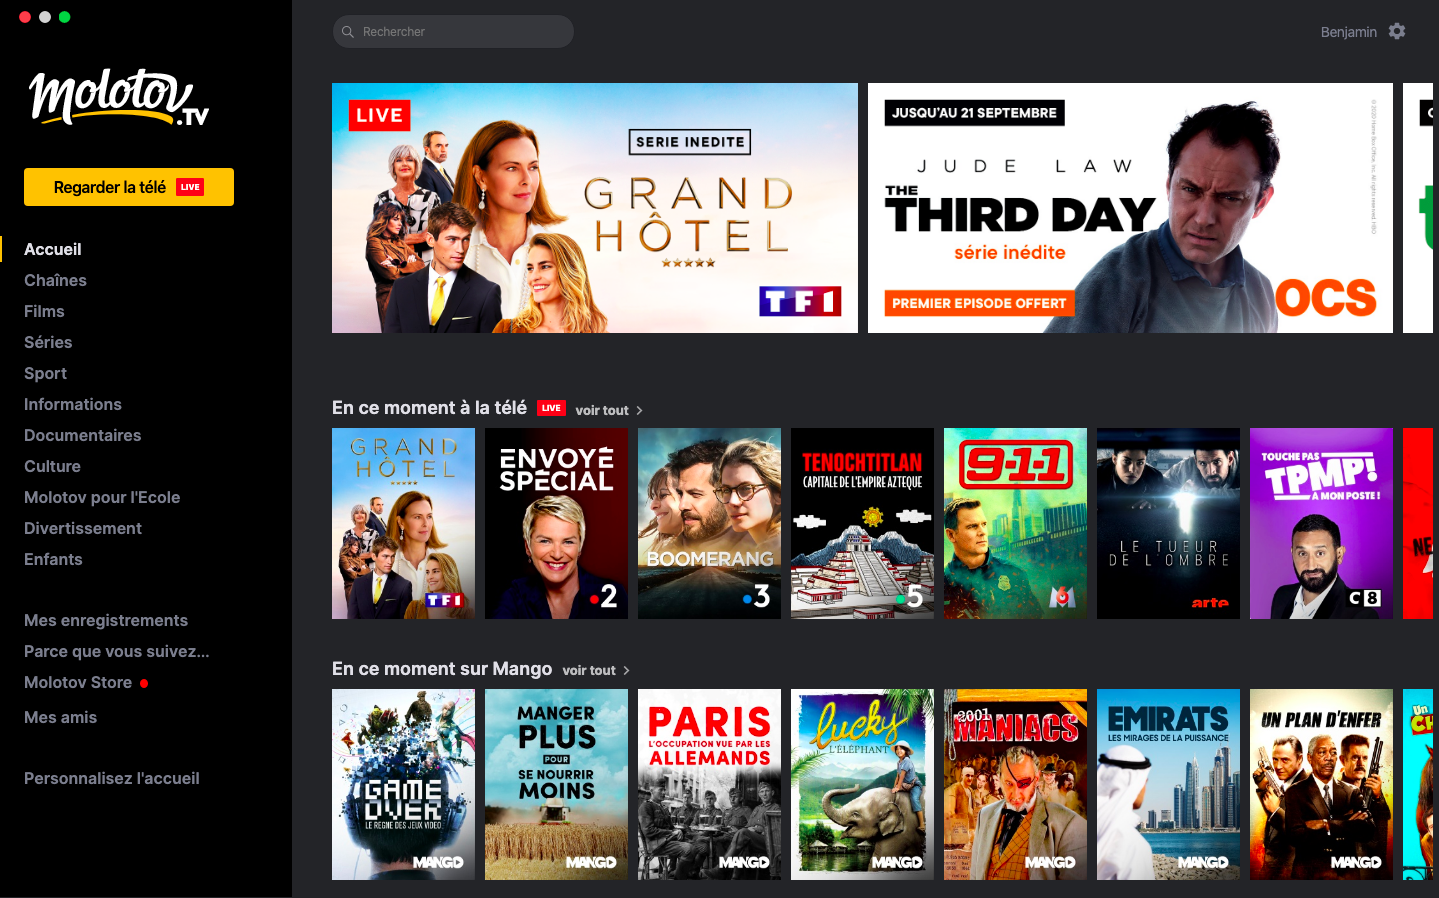 Molotov.TV
Regarder la télé LIVE
Accueil
Chaînes
Films
Séries
Sport
Informations
Documentaires
Culture
Molotov pour l'Ecole
Divertissement
Enfants
Mes enregistrements
Parce que vous suivez...
Molotov Store
Mes amis
Personnalisez l'accueil
Rechercher
Benjamin
LIVE
SERIE INEDITE
GRAND
HÔTEL
TF1
JUSQU'AU 21 SEPTEMBRE
JUDE LAW
THE
THIRD DAY
série inédite
PREMIER EPISODE OFFERT
OCS
En ce moment à la télé LIVE voir tout
GRAND
HÔTEL
TF1
ENVOYÉ
SPÉCIAL
2
BOOMERANG
3
TENOCHTITLAN
CAPITALE DE L'EMPIRE AZTEQUE
5
9-1-1
M6
LE TUEUR
DE L'OMBRE
arte
TOUCHE PAS
TPMP!
A MON POSTE !
C8
NE
En ce moment sur Mango voir tout
GAME
OVER
LE REGNE DES JEUX VIDEO
MANGO
MANGER
PLUS
POUR
SE NOURRIR
MOINS
MANGO
PARIS
L'OCCUPATION VUE PAR LES
ALLEMANDS
MANGO
lucky
L'ÉLÉPHANT
MANGO
2001
MANIACS
MANGO
EMIRATS
LES MIRAGES DE LA PUISSANCE
MANGO
UN PLAN D'ENFER
MANGO
Un
CH